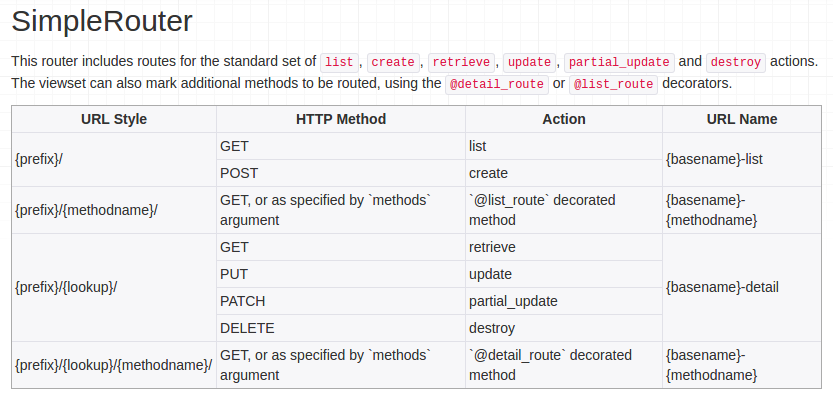 SimpleRouter
This router includes routes for the standard set of list, create, retrieve, update, partial_update and destroy actions.
The viewset can also mark additional methods to be routed, using the @detail_route or @list_route decorators.
URL Style HTTP Method Action URL Name
{prefix}/ GET list {basename}-list
POST create
{prefix}/{methodname}/ GET, or as specified by `methods` argument `@list_route` decorated method {basename}-{methodname}
{prefix}/{lookup}/ GET retrieve {basename}-detail
PUT update
PATCH partial_update
DELETE destroy
{prefix}/{lookup}/{methodname}/ GET, or as specified by `methods` argument `@detail_route` decorated method {basename}-{methodname}